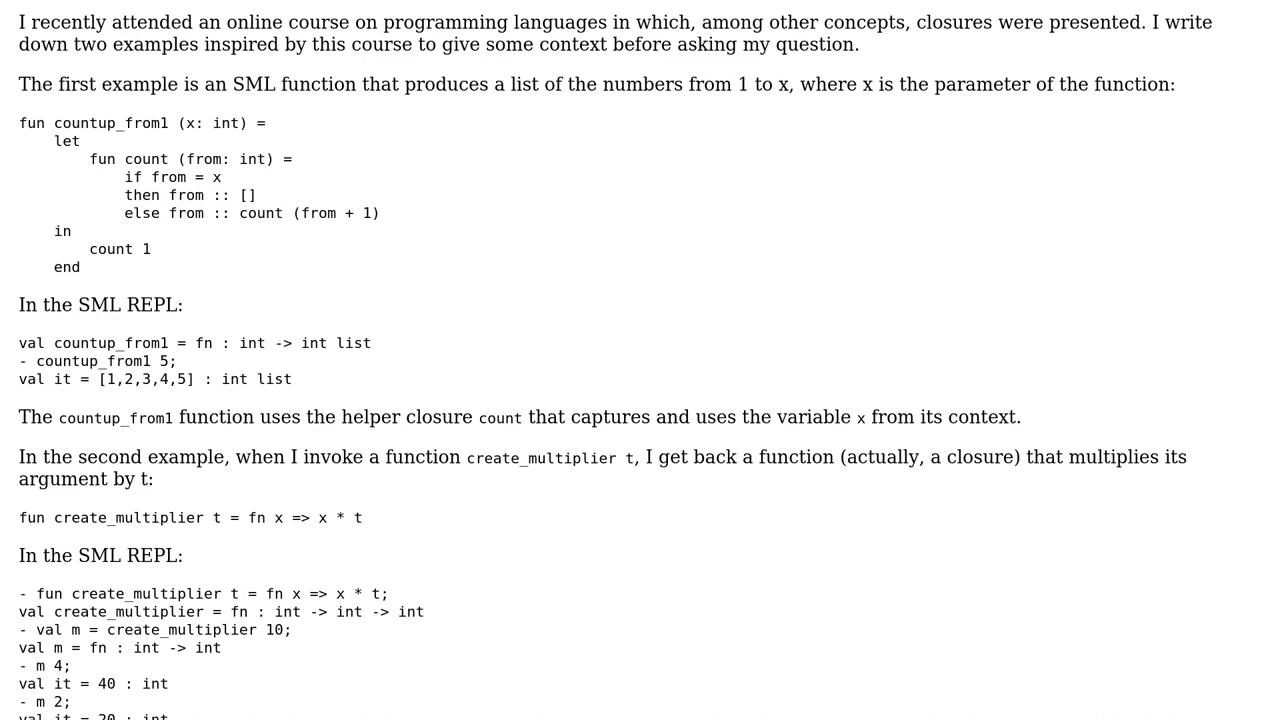 I recently attended an online course on programming languages in which, among other concepts, closures were presented. I write
down two examples inspired by this course to give some context before asking my question.
The first example is an SML function that produces a list of the numbers from 1 to x, where x is the parameter of the function:
fun countup_from1 (x: int) =
    let
        fun count (from: int) =
            if from = x
            then from :: []
            else from :: count (from + 1)
    in
        count 1
    end
In the SML REPL:
val countup_from1 = fn : int -> int list
- countup_from1 5;
val it = [1,2,3,4,5] : int list
The countup_from1 function uses the helper closure count that captures and uses the variable x from its context.
In the second example, when I invoke a function create_multiplier t, I get back a function (actually, a closure) that multiplies its
argument by t:
fun create_multiplier t = fn x => x * t
In the SML REPL:
- fun create_multiplier t = fn x => x * t;
val create_multiplier = fn : int -> int -> int
- val m = create_multiplier 10;
val m = fn : int -> int
- m 4;
val it = 40 : int
- m 2;
val it = 20 : int